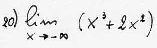 20) lim x→-∞ (x³+2x²)